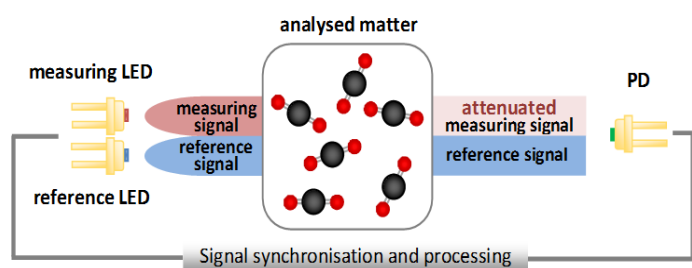 analysed matter
measuring LED
PD
measuring
signal
attenuated
measuring signal
reference
signal
reference signal
reference LED
Signal synchronisation and processing